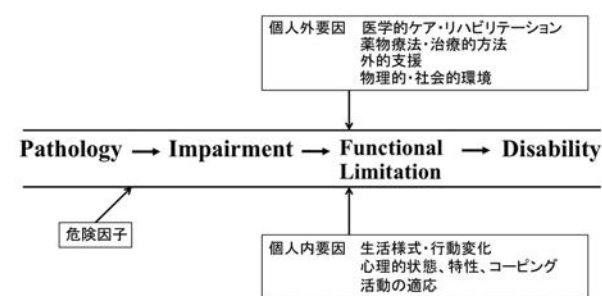 個人外要因 医学的ケア・リハビリテーション
薬物療法・治療的方法
外的支援
物理的・社会的環境
Pathology → Impairment → Functional Limitation → Disability
危険因子
個人内要因 生活様式・行動変化
心理的状態、特性、コーピング
活動の適応